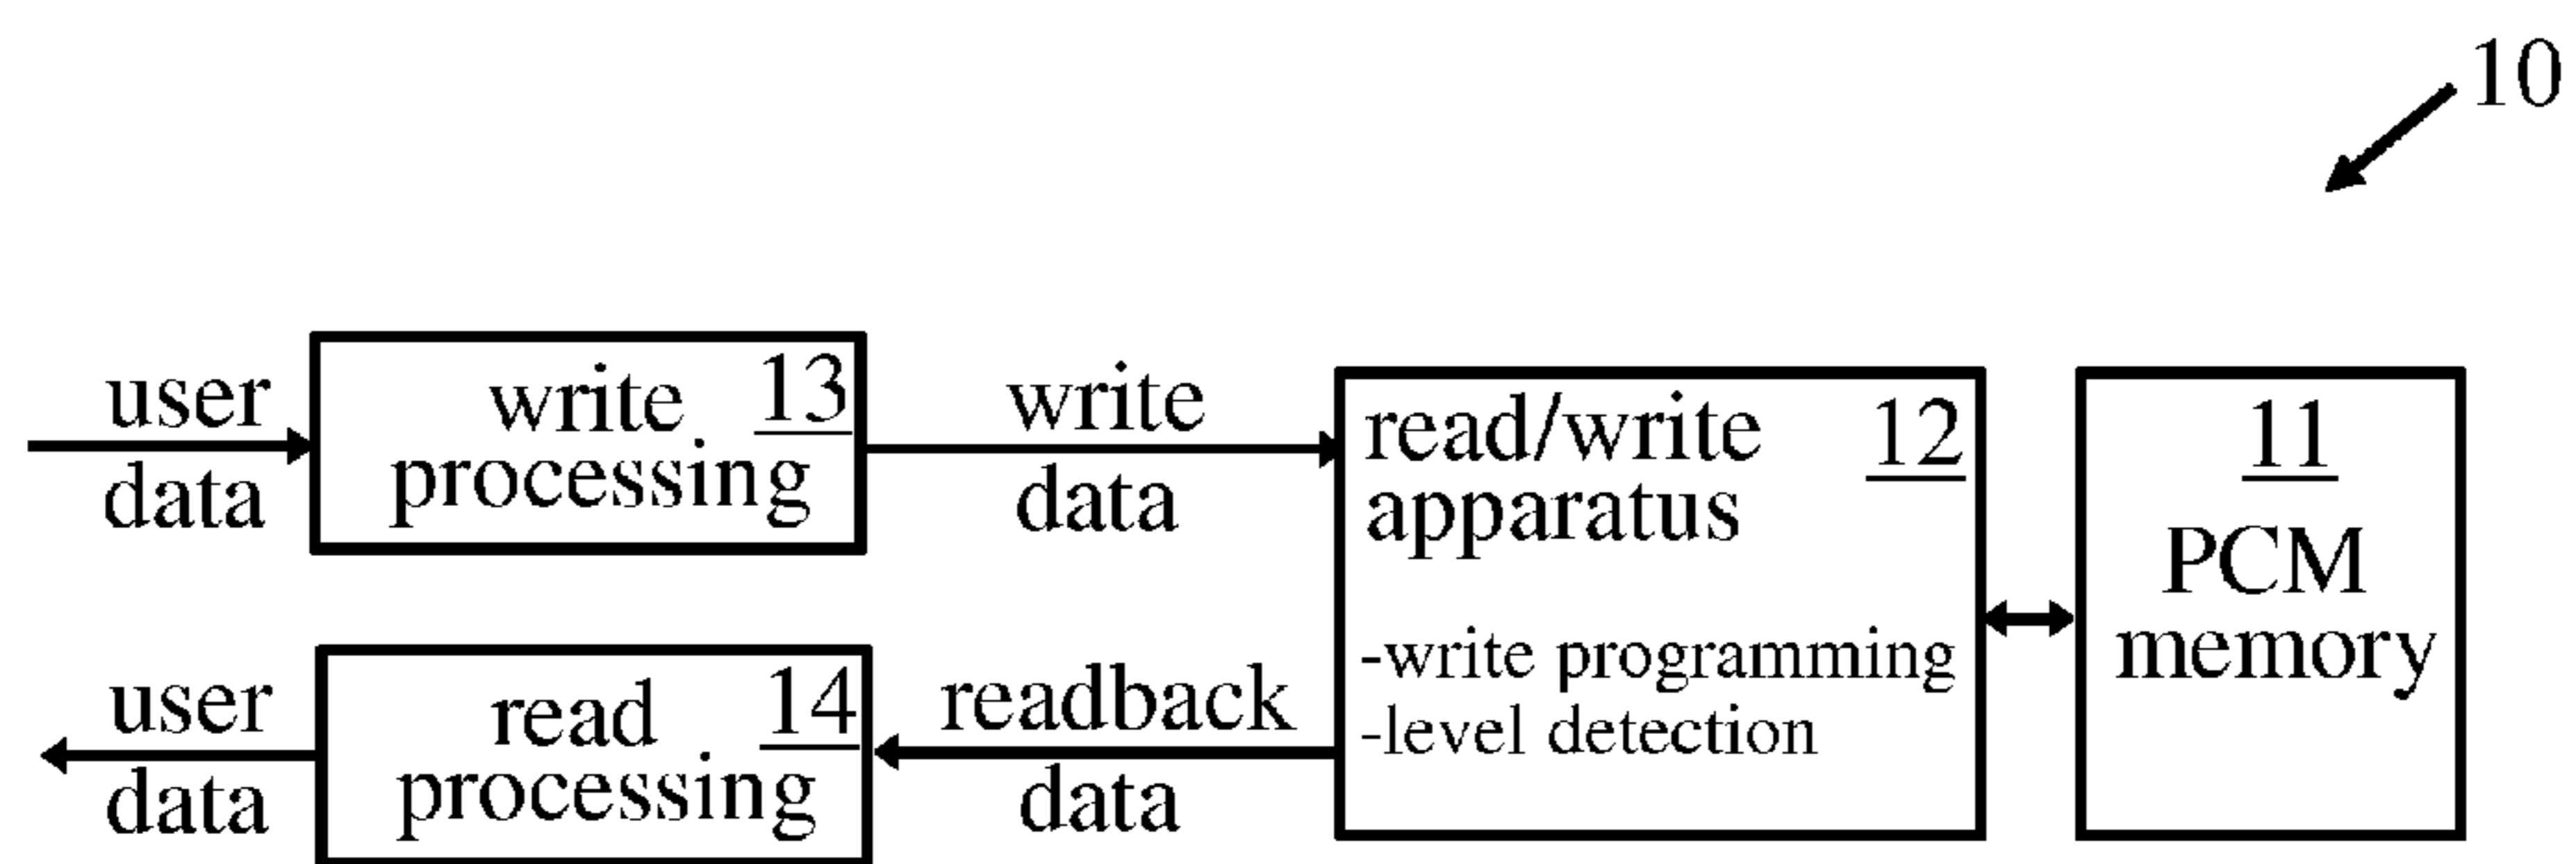 10
user
data
write 13
processing
write
data
read/write 12
apparatus
-write programming
-level detection
11
PCM
memory
user
data
read 14
processing
readback
data